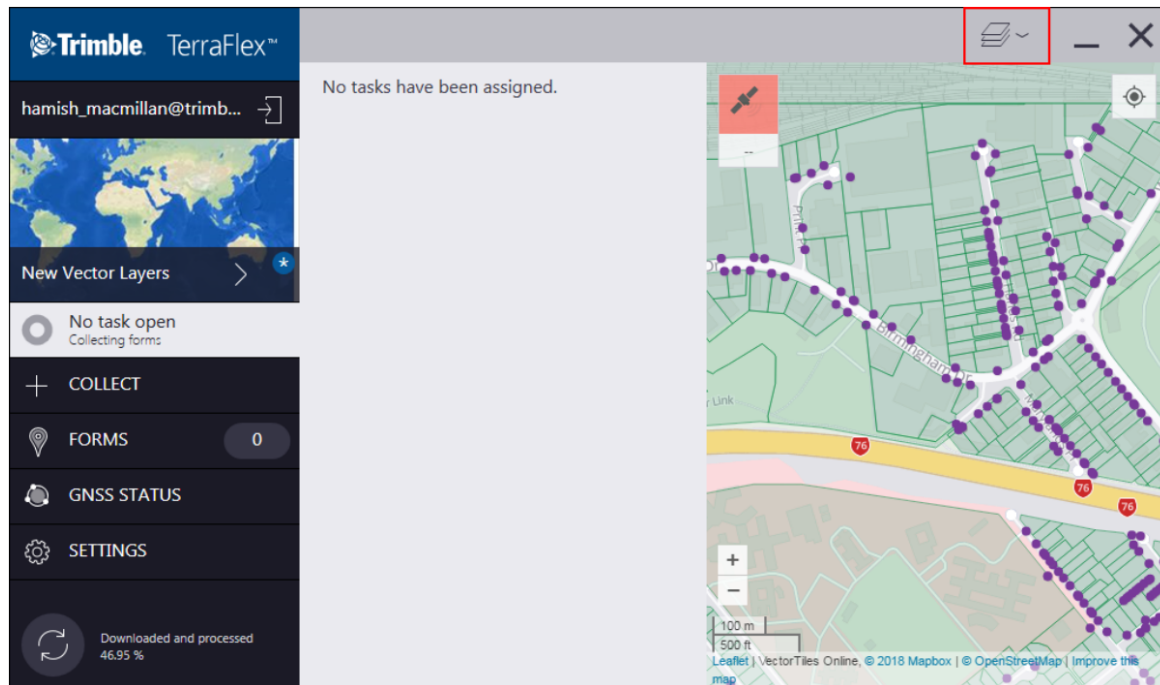 Trimble. TerraFlex™
hamish_macmillan@trimb...
New Vector Layers
*
No task open
Collecting forms
COLLECT
FORMS 0
GNSS STATUS
SETTINGS
Downloaded and processed
46.95 %
No tasks have been assigned.
--
Birmingham Dr
Link
76
76
76
+
−
100 m
500 ft
Leaflet | VectorTiles Online, © 2018 Mapbox | © OpenStreetMap | Improve this
map